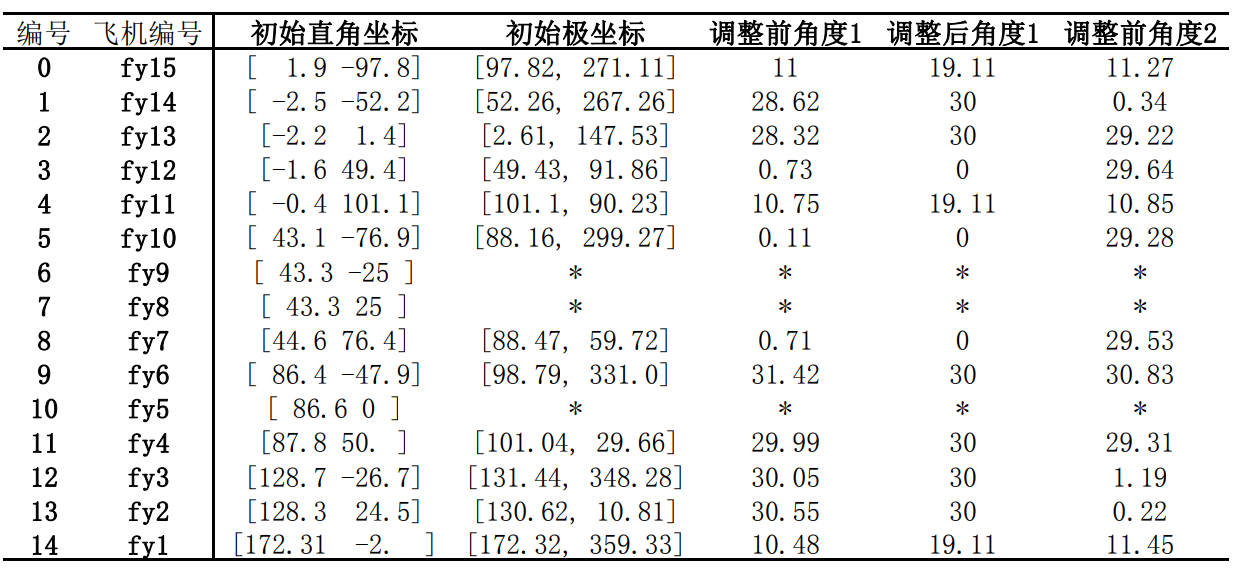 编号 飞机编号 初始直角坐标 初始极坐标 调整前角度1 调整后角度1 调整前角度2
0 fy15 [ 1.9 -97.8] [97.82, 271.11] 11 19.11 11.27
1 fy14 [ -2.5 -52.2] [52.26, 267.26] 28.62 30 0.34
2 fy13 [-2.2 1.4] [2.61, 147.53] 28.32 30 29.22
3 fy12 [-1.6 49.4] [49.43, 91.86] 0.73 0 29.64
4 fy11 [ -0.4 101.1] [101.1, 90.23] 10.75 19.11 10.85
5 fy10 [ 43.1 -76.9] [88.16, 299.27] 0.11 0 29.28
6 fy9 [ 43.3 -25 ] * * * *
7 fy8 [ 43.3 25 ] * * * *
8 fy7 [44.6 76.4] [88.47, 59.72] 0.71 0 29.53
9 fy6 [ 86.4 -47.9] [98.79, 331.0] 31.42 30 30.83
10 fy5 [ 86.6 0 ] * * * *
11 fy4 [87.8 50. ] [101.04, 29.66] 29.99 30 29.31
12 fy3 [128.7 -26.7] [131.44, 348.28] 30.05 30 1.19
13 fy2 [128.3 24.5] [130.62, 10.81] 30.55 30 0.22
14 fy1 [172.31 -2. ] [172.32, 359.33] 10.48 19.11 11.45